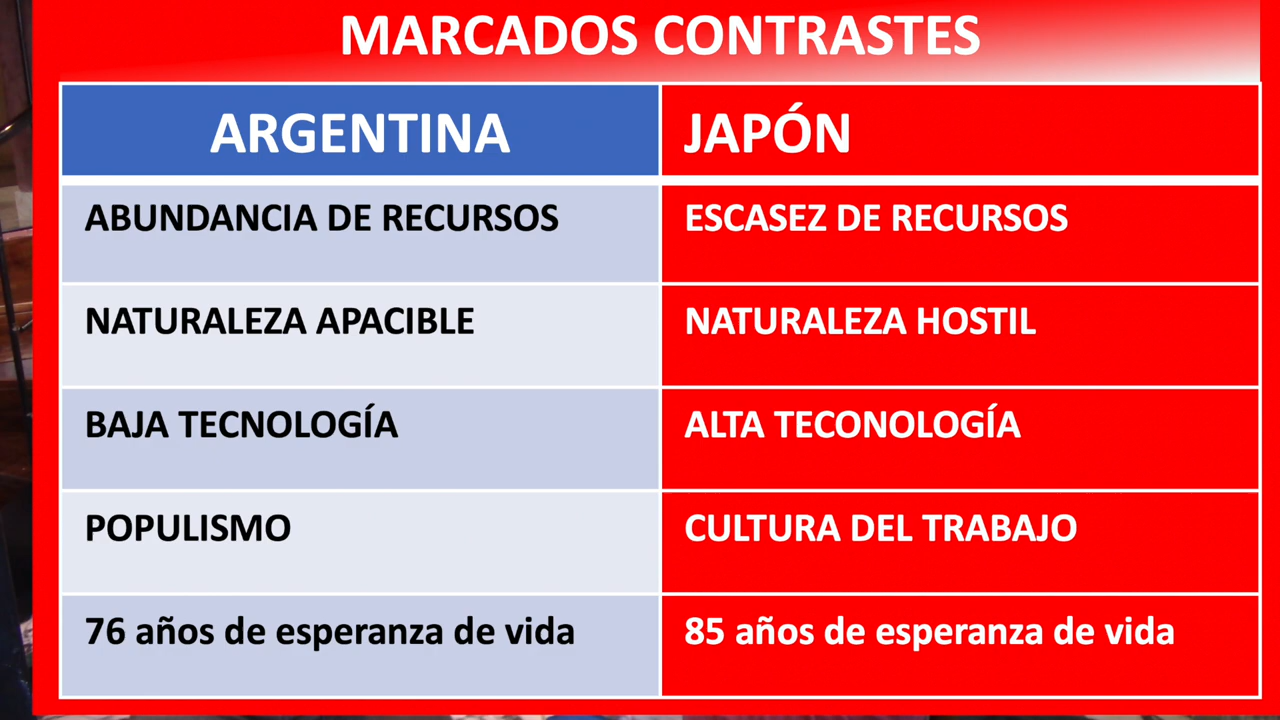 MARCADOS CONTRASTES
ARGENTINA
JAPÓN
ABUNDANCIA DE RECURSOS
ESCASEZ DE RECURSOS
NATURALEZA APACIBLE
NATURALEZA HOSTIL
BAJA TECNOLOGÍA
ALTA TECONOLOGÍA
POPULISMO
CULTURA DEL TRABAJO
76 años de esperanza de vida
85 años de esperanza de vida